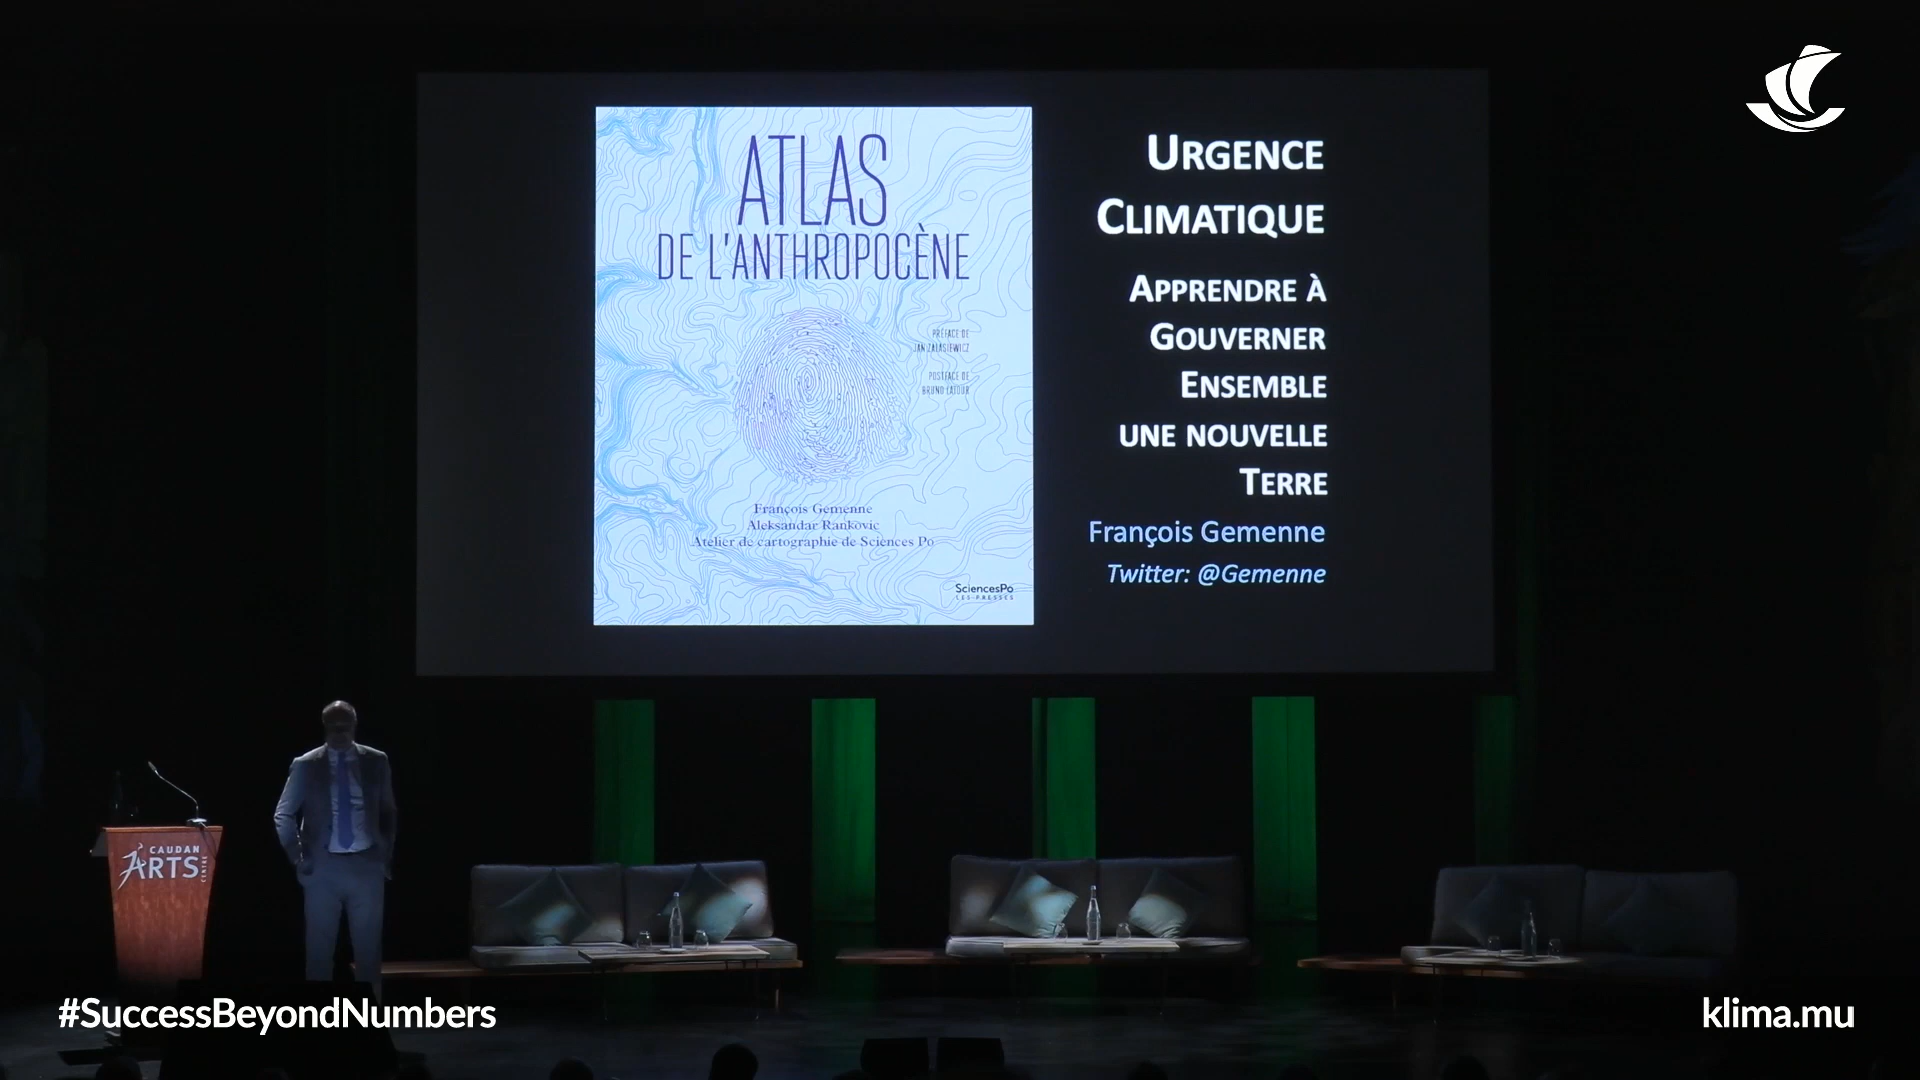 ATLAS
DE L'ANTHROPOCÈNE
PRÉFACE DE
JAN ZALASIEWICZ
POSTFACE DE
BRUNO LATOUR
François Gemenne
Aleksandar Rankovic
Atelier de cartographie de Sciences Po
SciencesPo
LES PRESSES
URGENCE
CLIMATIQUE
APPRENDRE À
GOUVERNER
ENSEMBLE
UNE NOUVELLE
TERRE
François Gemenne
Twitter: @Gemenne
CAUDAN
ARTS
CENTRE
#SuccessBeyondNumbers
klima.mu